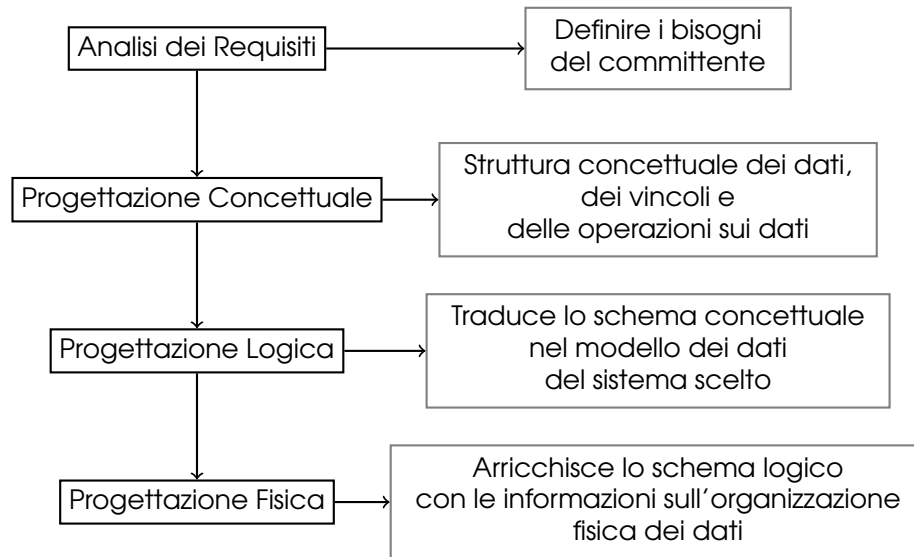 Analisi dei Requisiti
Definire i bisogni
del committente
Progettazione Concettuale
Struttura concettuale dei dati,
dei vincoli e
delle operazioni sui dati
Progettazione Logica
Traduce lo schema concettuale
nel modello dei dati
del sistema scelto
Progettazione Fisica
Arricchisce lo schema logico
con le informazioni sull'organizzazione
fisica dei dati